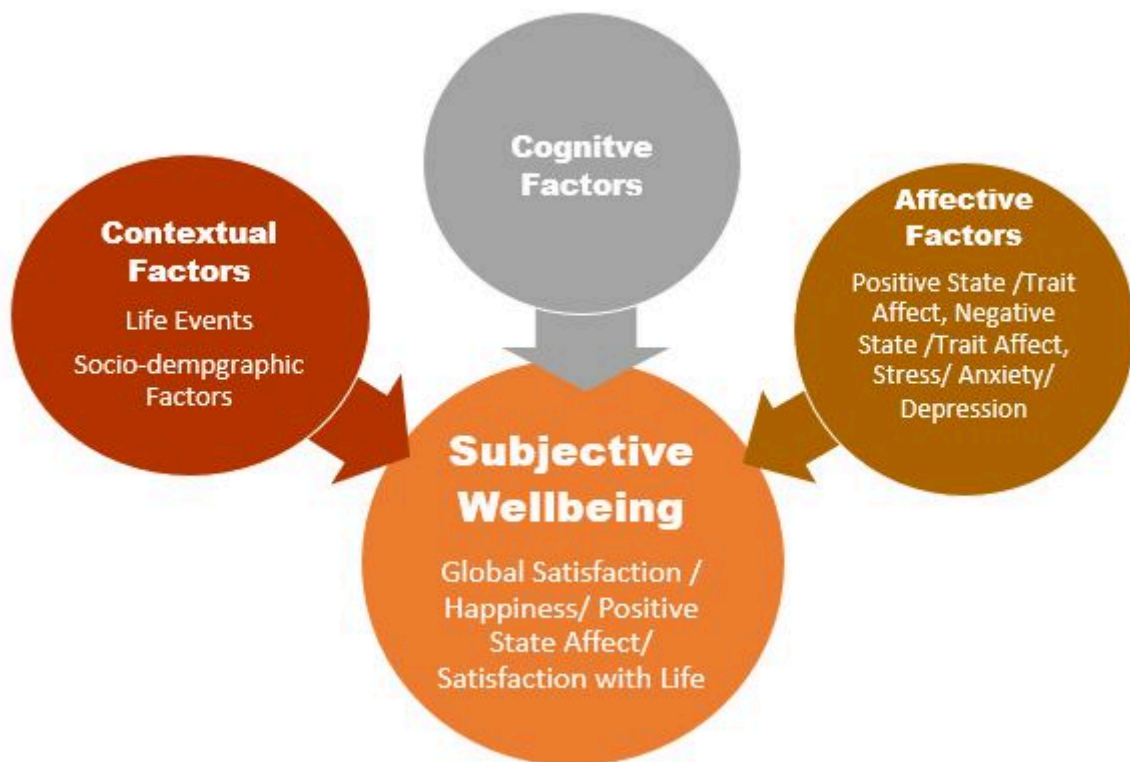 Cognitve
Factors
Contextual
Factors
Life Events
Socio-dempgraphic
Factors
Affective
Factors
Positive State /Trait
Affect, Negative
State /Trait Affect,
Stress/ Anxiety/
Depression
Subjective
Wellbeing
Global Satisfaction /
Happiness/ Positive
State Affect/
Satisfaction with Life